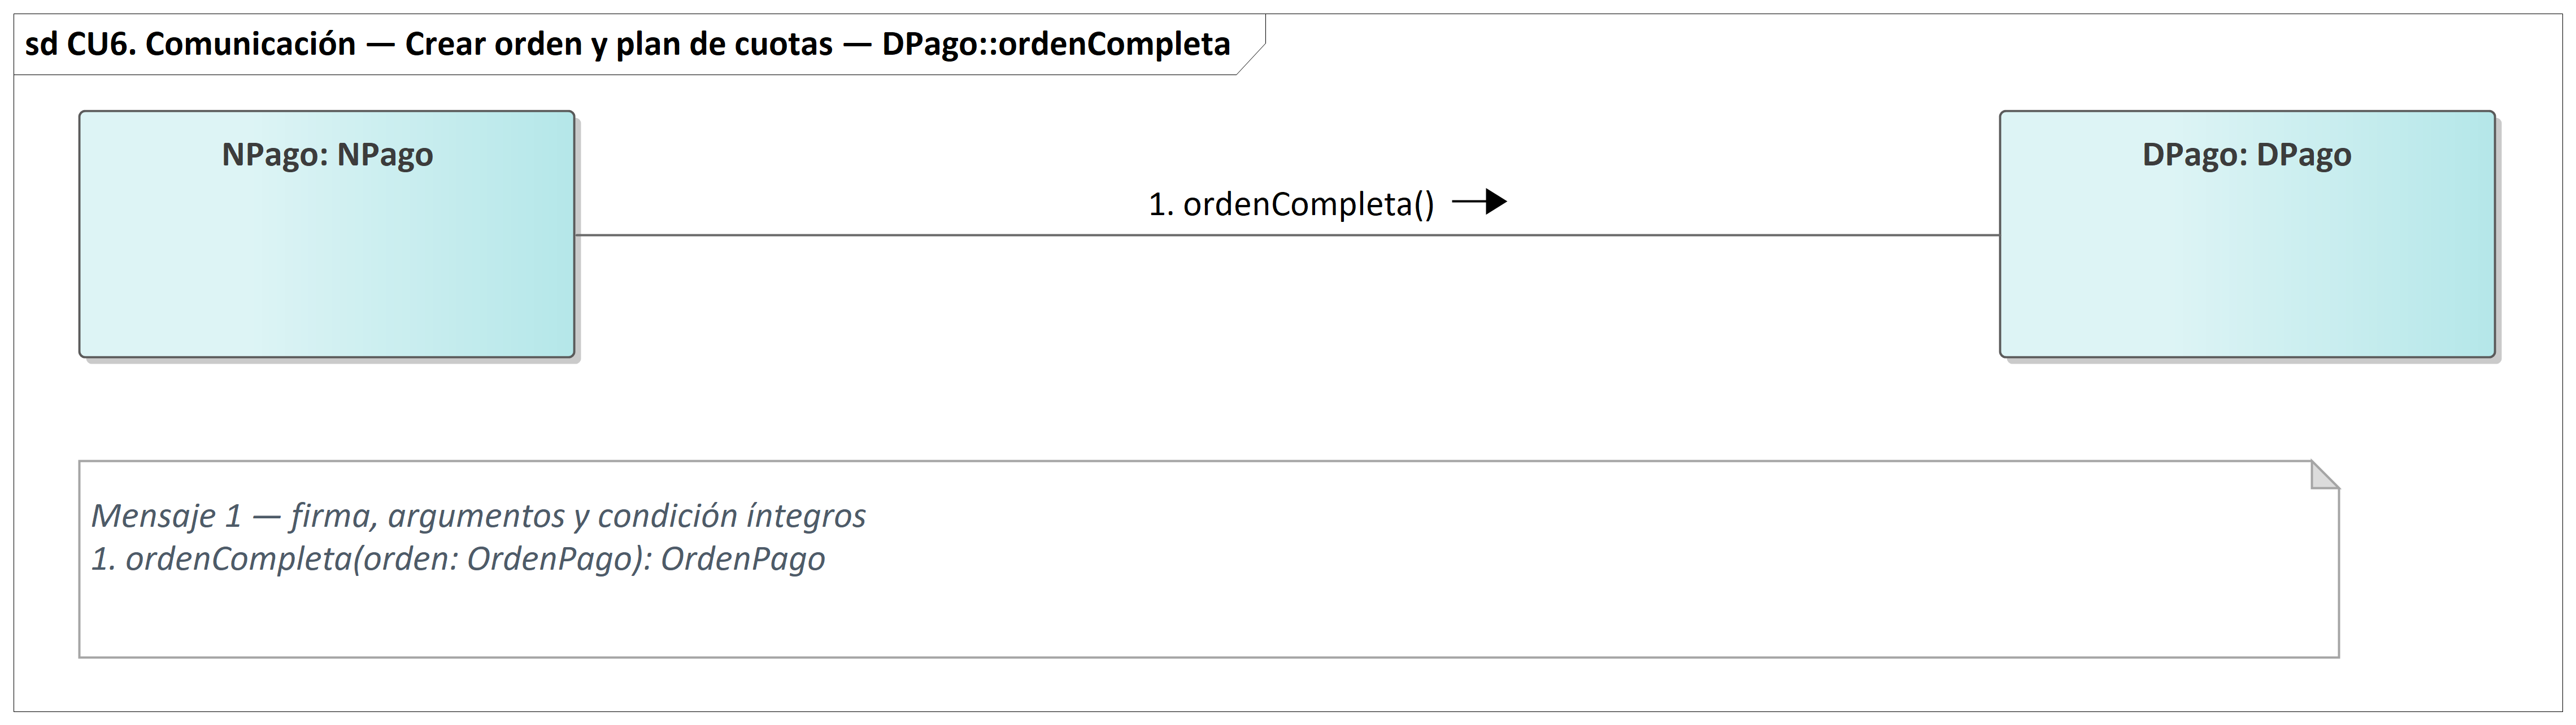 sd CU6. Comunicación — Crear orden y plan de cuotas — DPago::ordenCompleta
NPago: NPago
DPago: DPago
1. ordenCompleta()
Mensaje 1 — firma, argumentos y condición íntegros
1. ordenCompleta(orden: OrdenPago): OrdenPago